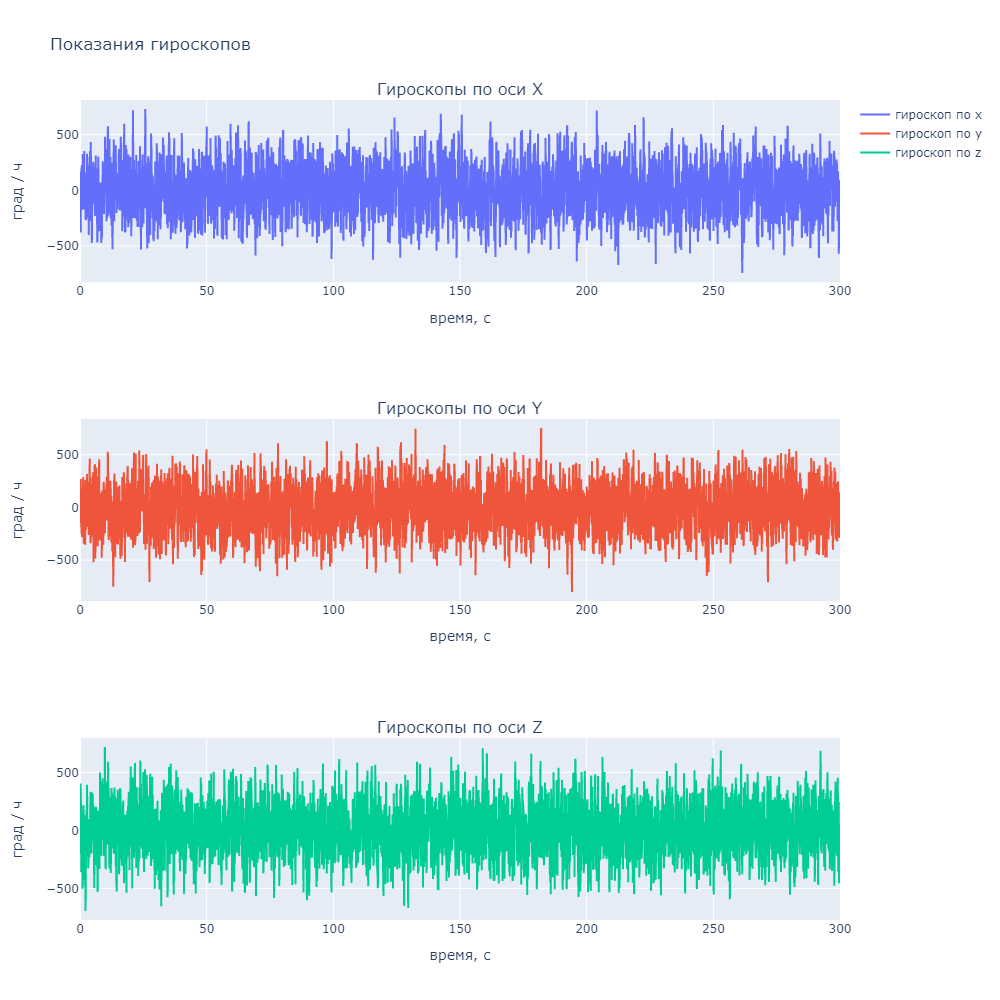 Показания гироскопов
Гироскопы по оси X
град / ч
500
0
−500
0 50 100 150 200 250 300
время, с
гироскоп по x
гироскоп по y
гироскоп по z
Гироскопы по оси Y
град / ч
500
0
−500
0 50 100 150 200 250 300
время, с
Гироскопы по оси Z
град / ч
500
0
−500
0 50 100 150 200 250 300
время, с